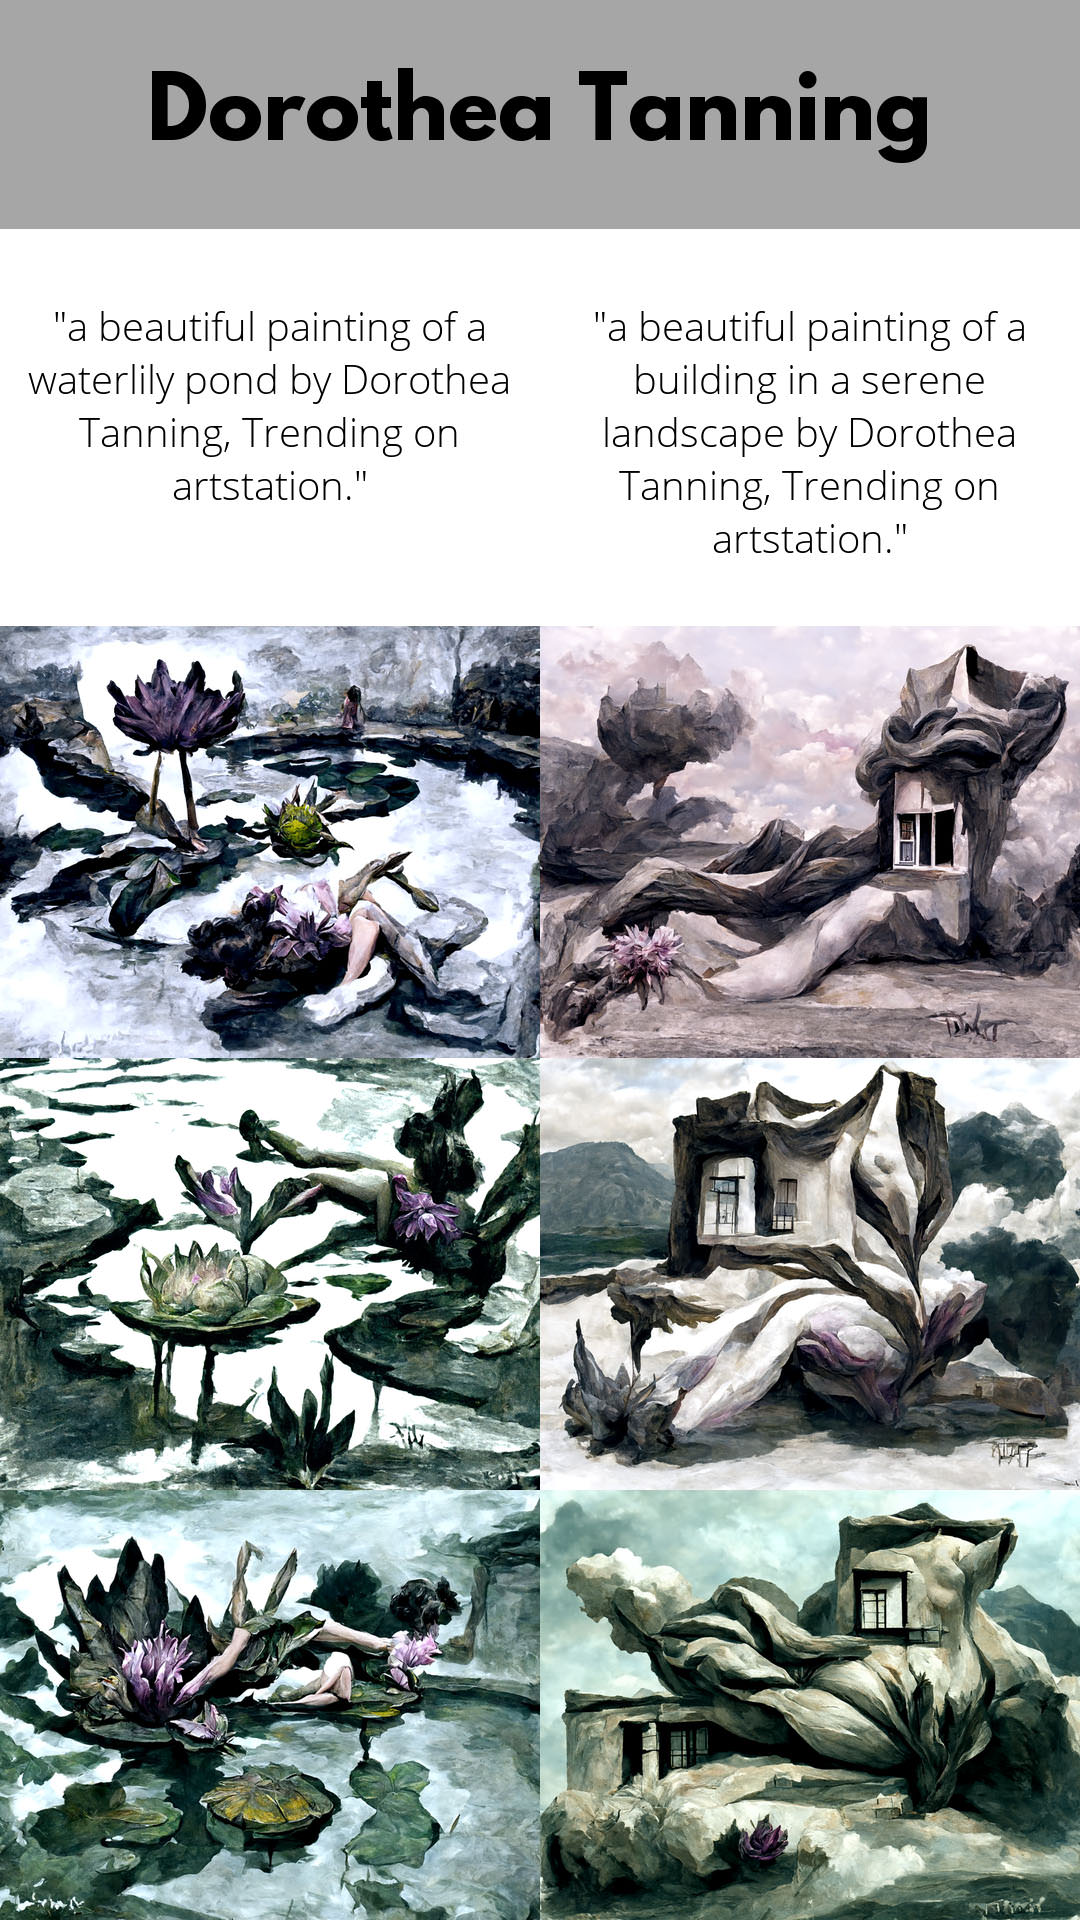 Dorothea Tanning
"a beautiful painting of a
waterlily pond by Dorothea
Tanning, Trending on
artstation."
"a beautiful painting of a
building in a serene
landscape by Dorothea
Tanning, Trending on
artstation."